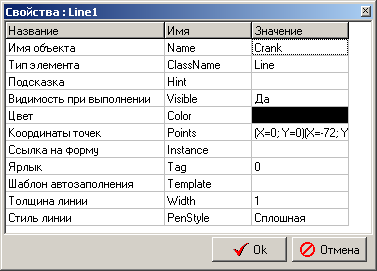 Свойства : Line1
Название Имя Значение
Имя объекта Name Crank
Тип элемента ClassName Line
Подсказка Hint
Видимость при выполнении Visible Да
Цвет Color
Координаты точек Points (X=0; Y=0)(X=-72; Y
Ссылка на форму Instance
Ярлык Tag 0
Шаблон автозаполнения Template
Толщина линии Width 1
Стиль линии PenStyle Сплошная
Ok Отмена